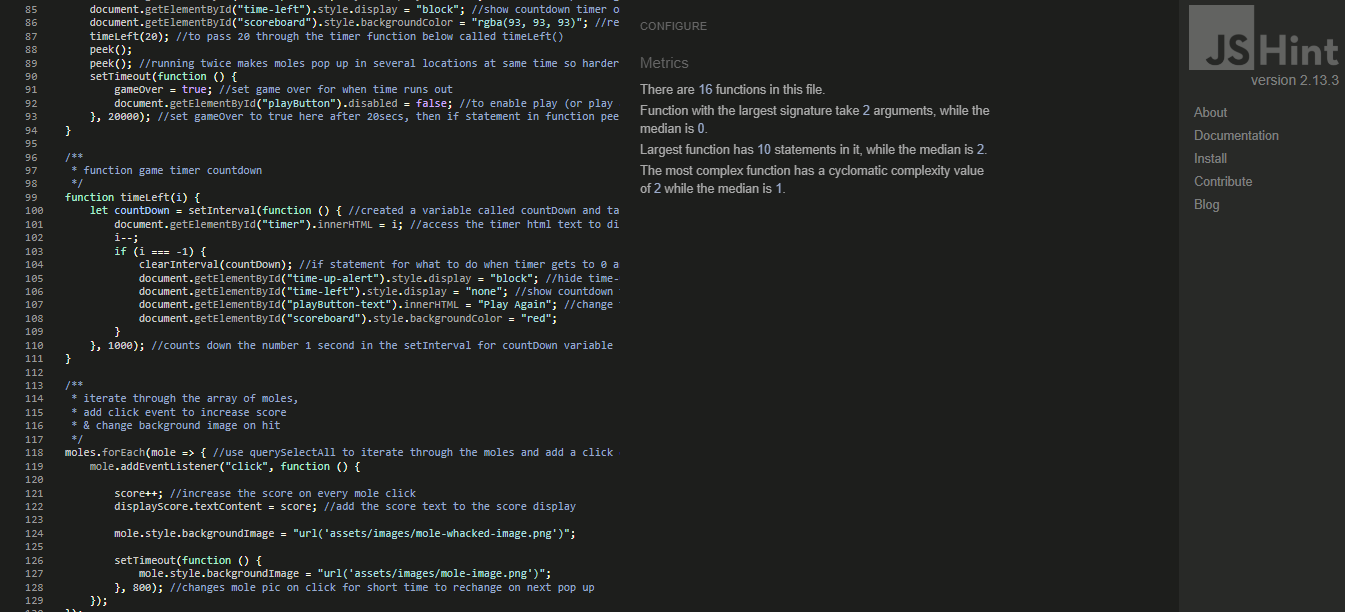 85 document.getElementById("time-left").style.display = "block"; //show countdown timer o
86 document.getElementById("scoreboard").style.backgroundColor = "rgba(93, 93, 93)"; //re
87 timeLeft(20); //to pass 20 through the timer function below called timeLeft()
88 peek();
89 peek(); //running twice makes moles pop up in several locations at same time so harder
90 setTimeout(function () {
91 gameOver = true; //set game over for when time runs out
92 document.getElementById("playButton").disabled = false; //to enable play (or play
93 }, 20000); //set gameOver to true here after 20secs, then if statement in function pee
94 }
95
96 /**
97 * function game timer countdown
98 */
99 function timeLeft(i) {
100 let countDown = setInterval(function () { //created a variable called countDown and ta
101 document.getElementById("timer").innerHTML = i; //access the timer html text to di
102 i--;
103 if (i === -1) {
104 clearInterval(countDown); //if statement for what to do when timer gets to 0 a
105 document.getElementById("time-up-alert").style.display = "block"; //hide time-
106 document.getElementById("time-left").style.display = "none"; //show countdown
107 document.getElementById("playButton-text").innerHTML = "Play Again"; //change
108 document.getElementById("scoreboard").style.backgroundColor = "red";
109 }
110 }, 1000); //counts down the number 1 second in the setInterval for countDown variable
111 }
112
113 /**
114 * iterate through the array of moles,
115 * add click event to increase score
116 * & change background image on hit
117 */
118 moles.forEach(mole => { //use querySelectAll to iterate through the moles and add a click
119 mole.addEventListener("click", function () {
120
121 score++; //increase the score on every mole click
122 displayScore.textContent = score; //add the score text to the score display
123
124 mole.style.backgroundImage = "url('assets/images/mole-whacked-image.png')";
125
126 setTimeout(function () {
127 mole.style.backgroundImage = "url('assets/images/mole-image.png')";
128 }, 800); //changes mole pic on click for short time to rechange on next pop up
129 });
CONFIGURE
Metrics
There are 16 functions in this file.
Function with the largest signature take 2 arguments, while the
median is 0.
Largest function has 10 statements in it, while the median is 2.
The most complex function has a cyclomatic complexity value
of 2 while the median is 1.
JSHint
version 2.13.3
About
Documentation
Install
Contribute
Blog